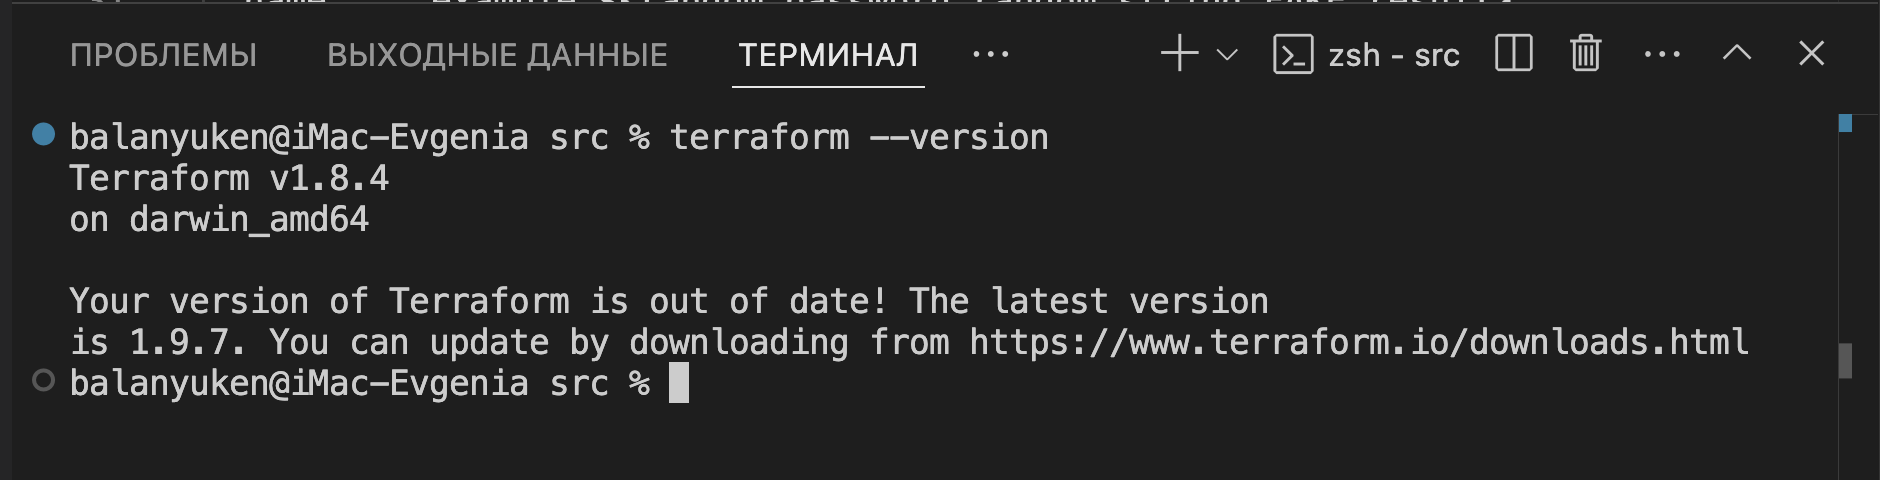 ПРОБЛЕМЫ ВЫХОДНЫЕ ДАННЫЕ ТЕРМИНАЛ ··· zsh - src ···
balanyuken@iMac-Evgenia src % terraform --version
Terraform v1.8.4
on darwin_amd64
Your version of Terraform is out of date! The latest version
is 1.9.7. You can update by downloading from https://www.terraform.io/downloads.html
balanyuken@iMac-Evgenia src %